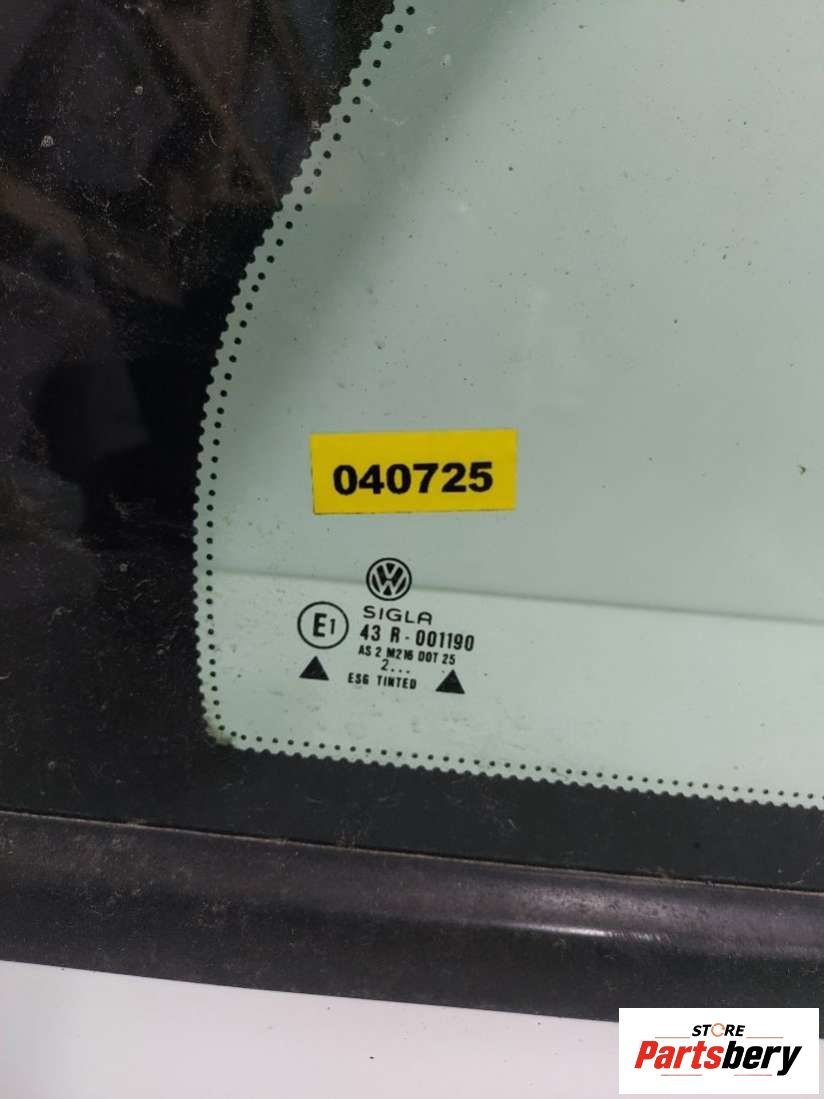 040725
SIGLA
E1
43 R - 001190
AS 2 M216 DOT 25
2...
ESG TINTED
STORE
Partsbery